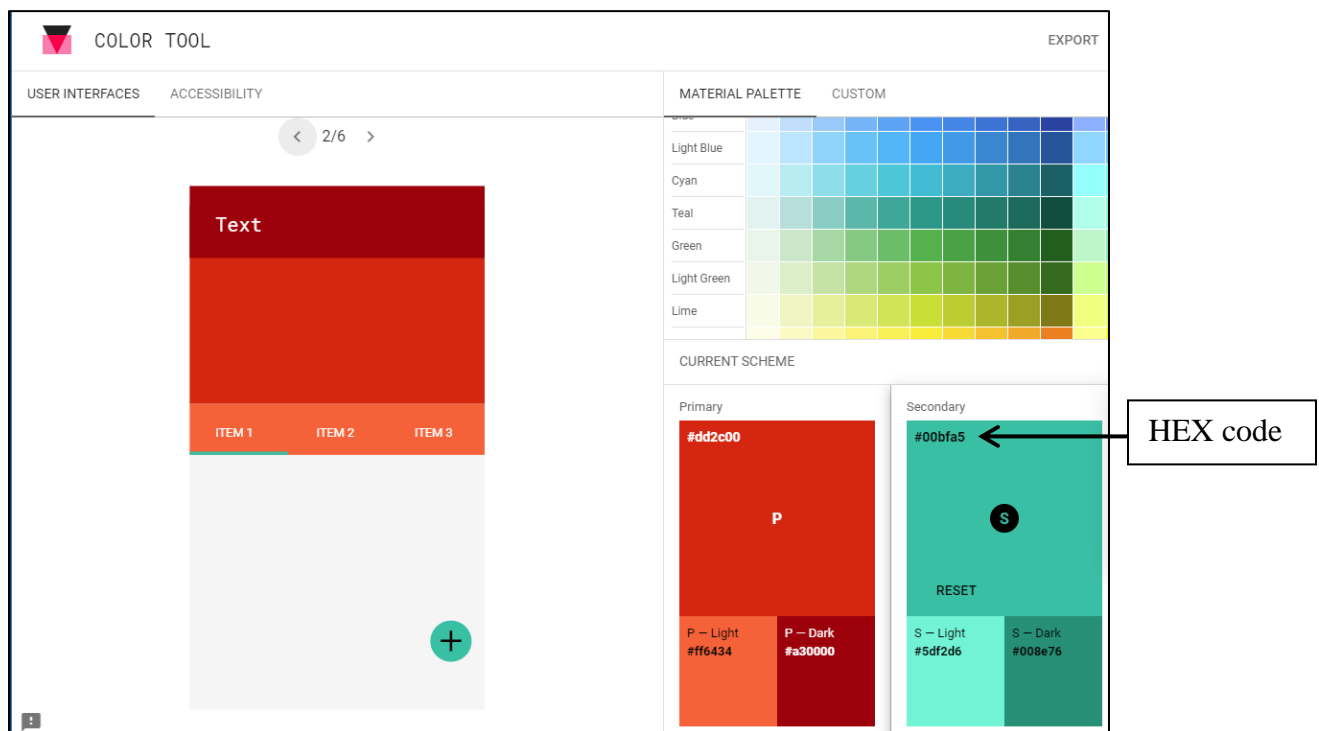 COLOR TOOL
EXPORT
USER INTERFACES
ACCESSIBILITY
2/6
Text
ITEM 1
ITEM 2
ITEM 3
MATERIAL PALETTE
CUSTOM
Blue
Light Blue
Cyan
Teal
Green
Light Green
Lime
CURRENT SCHEME
Primary
#dd2c00
P
P — Light
#ff6434
P — Dark
#a30000
Secondary
#00bfa5
S
RESET
S — Light
#5df2d6
S — Dark
#008e76
HEX code